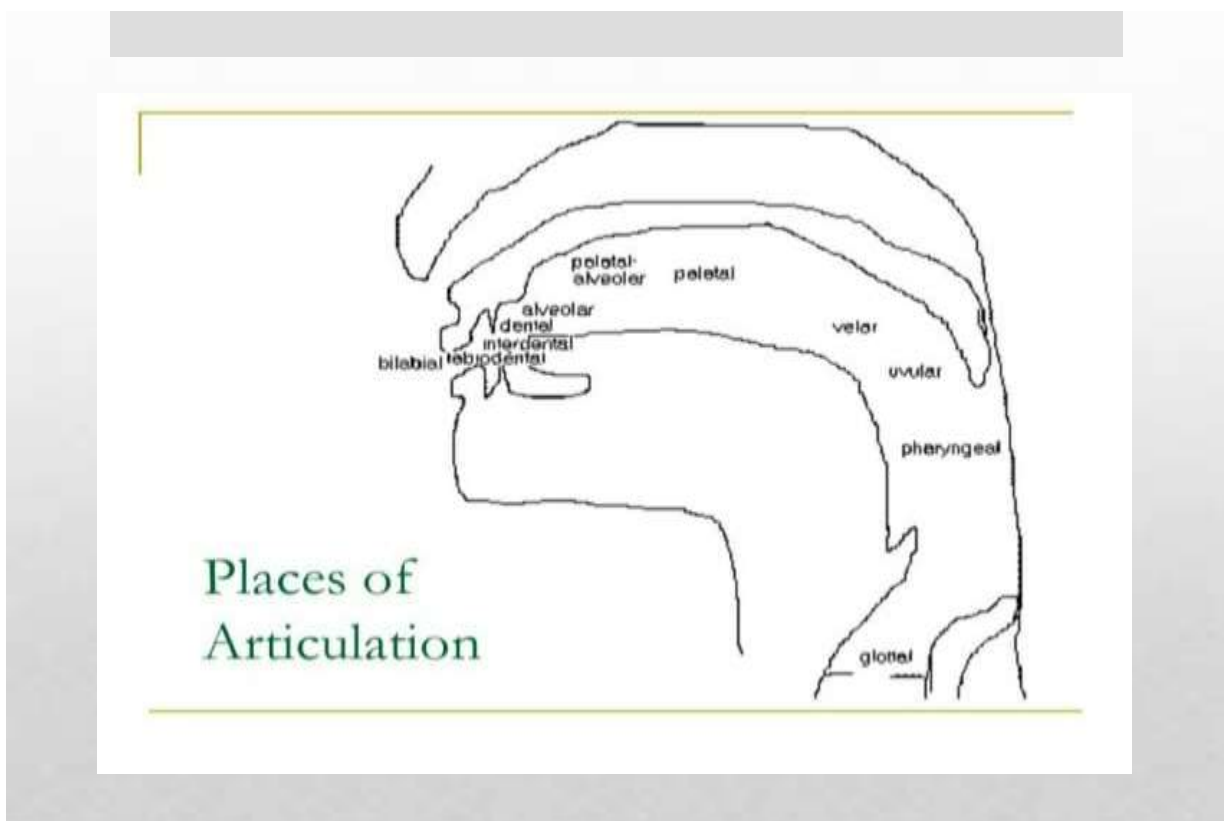 palatal-
alveolar
palatal
alveolar
dental
interdental
bilabial labiodental
velar
uvular
pharyngeal
Places of
Articulation
glottal